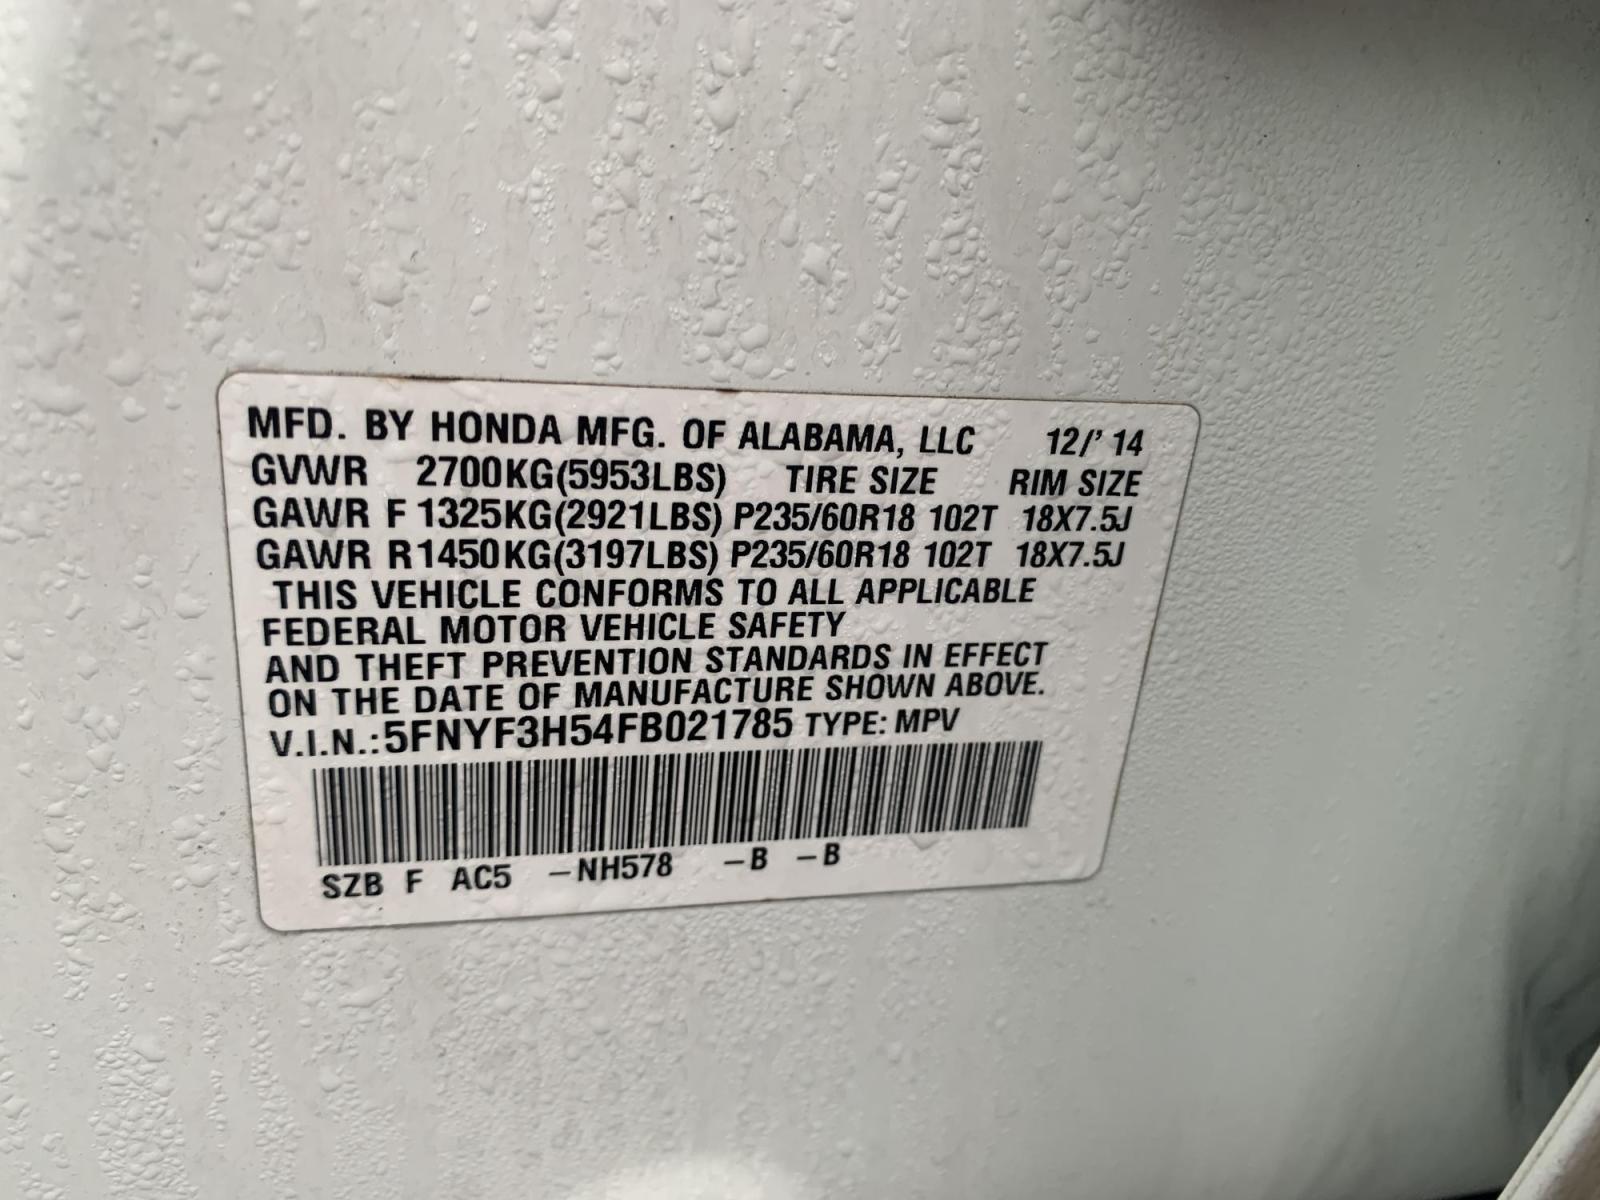 MFD. BY HONDA MFG. OF ALABAMA, LLC 12/' 14
GVWR 2700KG(5953LBS) TIRE SIZE RIM SIZE
GAWR F 1325KG(2921LBS) P235/60R18 102T 18X7.5J
GAWR R 1450KG(3197LBS) P235/60R18 102T 18X7.5J
THIS VEHICLE CONFORMS TO ALL APPLICABLE
FEDERAL MOTOR VEHICLE SAFETY
AND THEFT PREVENTION STANDARDS IN EFFECT
ON THE DATE OF MANUFACTURE SHOWN ABOVE.
V.I.N.: 5FNYF3H54FB021785 TYPE: MPV
SZB F AC5 –NH578 –B –B